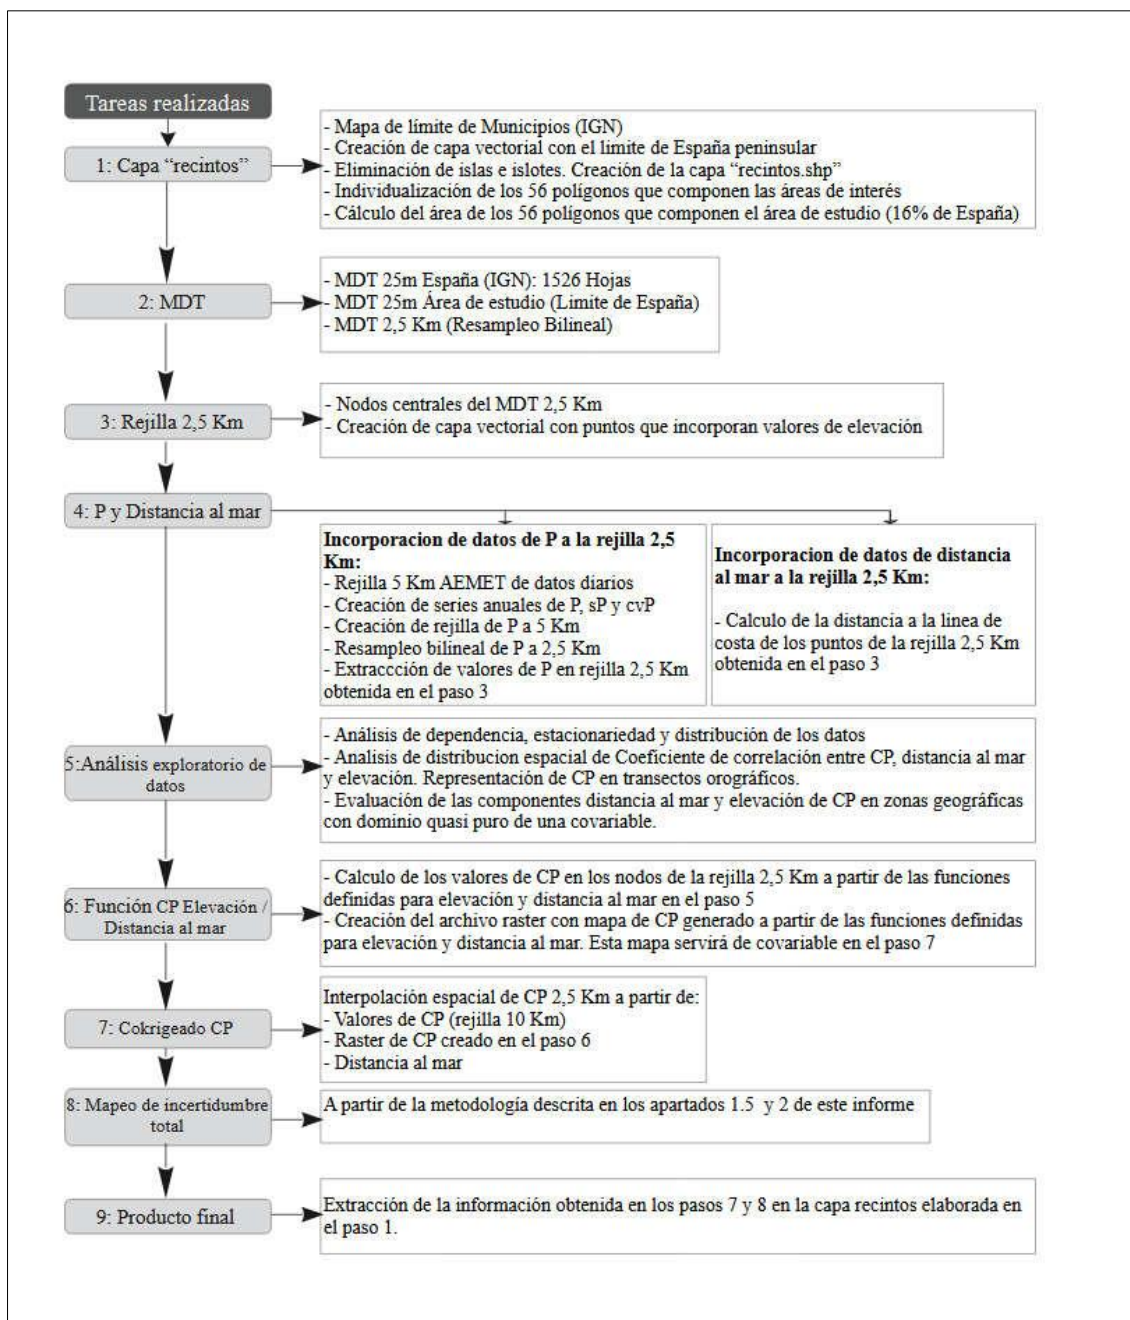 Tareas realizadas
1: Capa “recintos”
- Mapa de límite de Municipios (IGN)
- Creación de capa vectorial con el limite de España peninsular
- Eliminación de islas e islotes. Creación de la capa “recintos.shp”
- Individualización de los 56 polígonos que componen las áreas de interés
- Cálculo del área de los 56 polígonos que componen el área de estudio (16% de España)
2: MDT
- MDT 25m España (IGN): 1526 Hojas
- MDT 25m Área de estudio (Limite de España)
- MDT 2,5 Km (Resampleo Bilineal)
3: Rejilla 2,5 Km
- Nodos centrales del MDT 2,5 Km
- Creación de capa vectorial con puntos que incorporan valores de elevación
4: P y Distancia al mar
Incorporacion de datos de P a la rejilla 2,5
Km:
- Rejilla 5 Km AEMET de datos diarios
- Creación de series anuales de P, sP y cvP
- Creación de rejilla de P a 5 Km
- Resampleo bilineal de P a 2,5 Km
- Extraccción de valores de P en rejilla 2,5 Km
obtenida en el paso 3
Incorporacion de datos de distancia
al mar a la rejilla 2,5 Km:
- Calculo de la distancia a la linea de
costa de los puntos de la rejilla 2,5 Km
obtenida en el paso 3
5:Análisis exploratorio de
datos
- Análisis de dependencia, estacionariedad y distribución de los datos
- Analisis de distribucion espacial de Coeficiente de correlación entre CP, distancia al mar
y elevación. Representación de CP en transectos orográficos.
- Evaluación de las componentes distancia al mar y elevación de CP en zonas geográficas
con dominio quasi puro de una covariable.
6: Función CP Elevación /
Distancia al mar
- Calculo de los valores de CP en los nodos de la rejilla 2,5 Km a partir de las funciones
definidas para elevación y distancia al mar en el paso 5
- Creación del archivo raster con mapa de CP generado a partir de las funciones definidas
para elevación y distancia al mar. Esta mapa servirá de covariable en el paso 7
7: Cokrigeado CP
Interpolación espacial de CP 2,5 Km a partir de:
- Valores de CP (rejilla 10 Km)
- Raster de CP creado en el paso 6
- Distancia al mar
8: Mapeo de incertidumbre
total
A partir de la metodología descrita en los apartados 1.5 y 2 de este informe
9: Producto final
Extracción de la información obtenida en los pasos 7 y 8 en la capa recintos elaborada en
el paso 1.